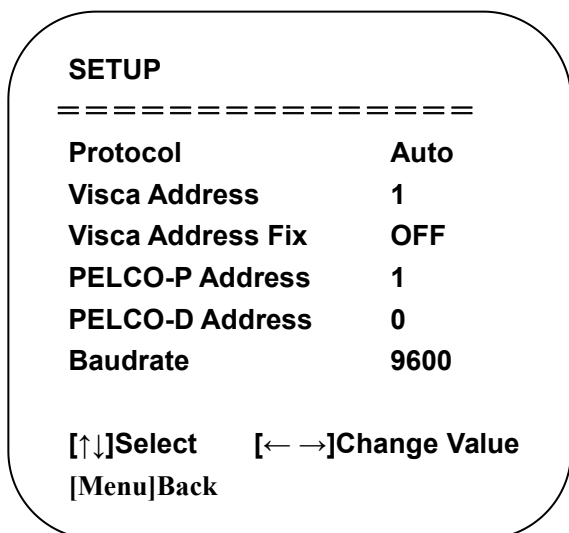 SETUP
================
Protocol Auto
Visca Address 1
Visca Address Fix OFF
PELCO-P Address 1
PELCO-D Address 0
Baudrate 9600
[↑↓]Select [← →]Change Value
[Menu]Back